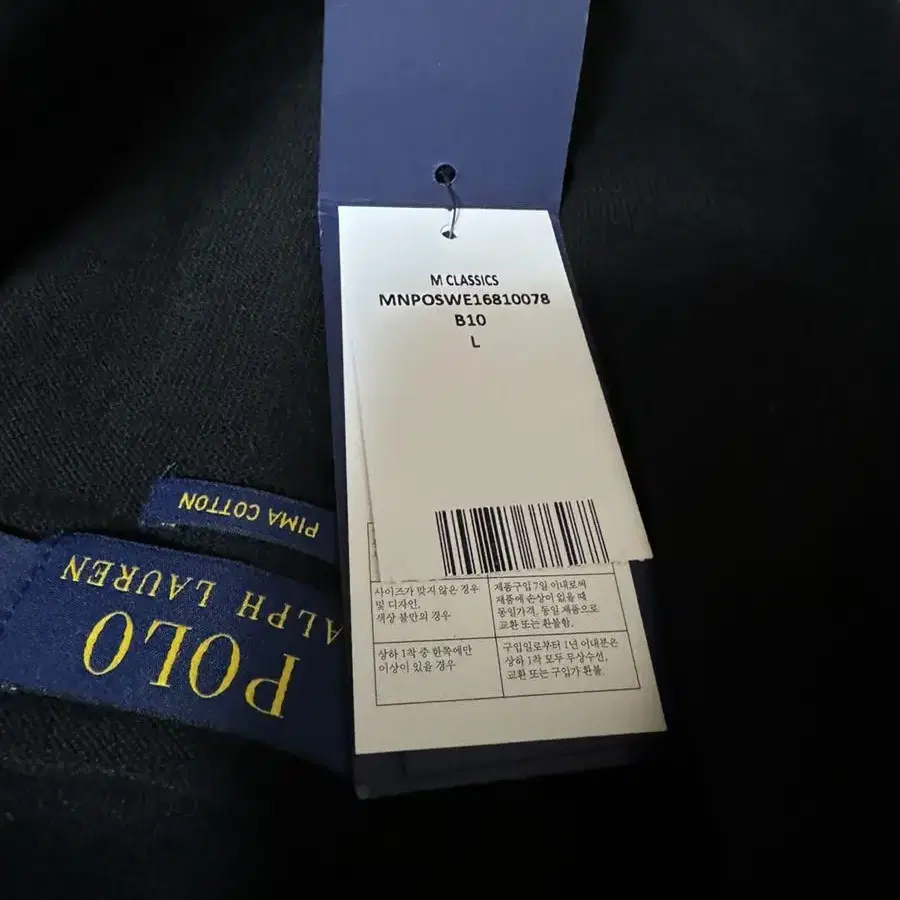 M CLASSICS
MNPOSWE16810078
B10
L
사이즈가 맞지 않은 경우
및 디자인,
색상 불만의 경우
제품구입 7일 이내로써
제품에 손상이 없을 때
동일가격, 동일 제품으로
교환 또는 환불함.
상하 1착 중 한쪽에만
이상이 있을 경우
구입일로부터 1년 이내분은
상하 1착 모두 무상수선,
교환 또는 구입가 환불.
PIMA COTTON
POLO
RALPH LAUREN